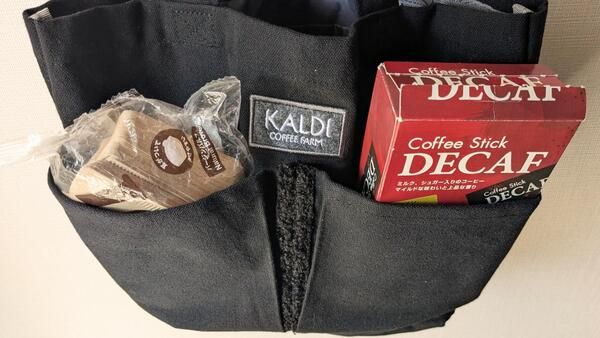 KALDI
COFFEE FARM
Coffee Stick
DECAF
Coffee Stick
DECAF
ミルク、シュガー入りのコーヒー
マイルドな味わいと上品な香り
Coffee Stick
DECAF